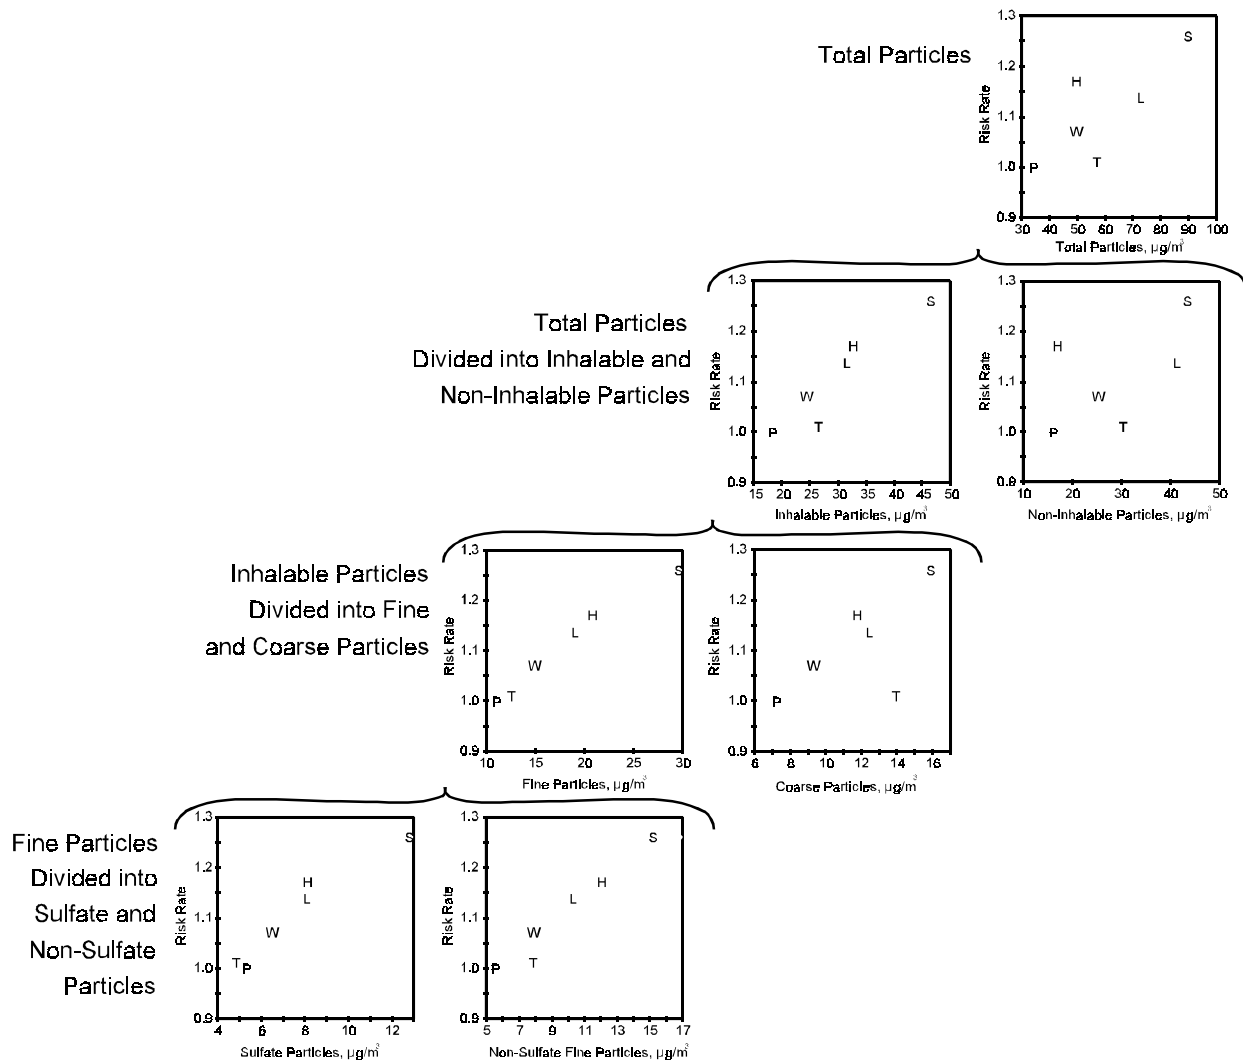 Total Particles
Risk Rate
1.3
1.2
1.1
1.0
0.9
S
H
L
W
T
P
30 40 50 60 70 80 90 100
Total Particles, µg/m³
Total Particles
Divided into Inhalable and
Non-Inhalable Particles
Risk Rate
1.3
1.2
1.1
1.0
0.9
S
H
L
W
T
P
15 20 25 30 35 40 45 50
Inhalable Particles, µg/m³
Risk Rate
1.3
1.2
1.1
1.0
0.9
S
H
L
W
T
P
10 20 30 40 50
Non-Inhalable Particles, µg/m³
Inhalable Particles
Divided into Fine
and Coarse Particles
Risk Rate
1.3
1.2
1.1
1.0
0.9
S
H
L
W
T
P
10 15 20 25 30
Fine Particles, µg/m³
Risk Rate
1.3
1.2
1.1
1.0
0.9
S
H
L
W
T
P
6 8 10 12 14 16
Coarse Particles, µg/m³
Fine Particles
Divided into
Sulfate and
Non-Sulfate
Particles
Risk Rate
1.3
1.2
1.1
1.0
0.9
S
H
L
W
T
P
4 6 8 10 12
Sulfate Particles, µg/m³
Risk Rate
1.3
1.2
1.1
1.0
0.9
S
H
L
W
T
P
5 7 9 11 13 15 17
Non-Sulfate Fine Particles, µg/m³